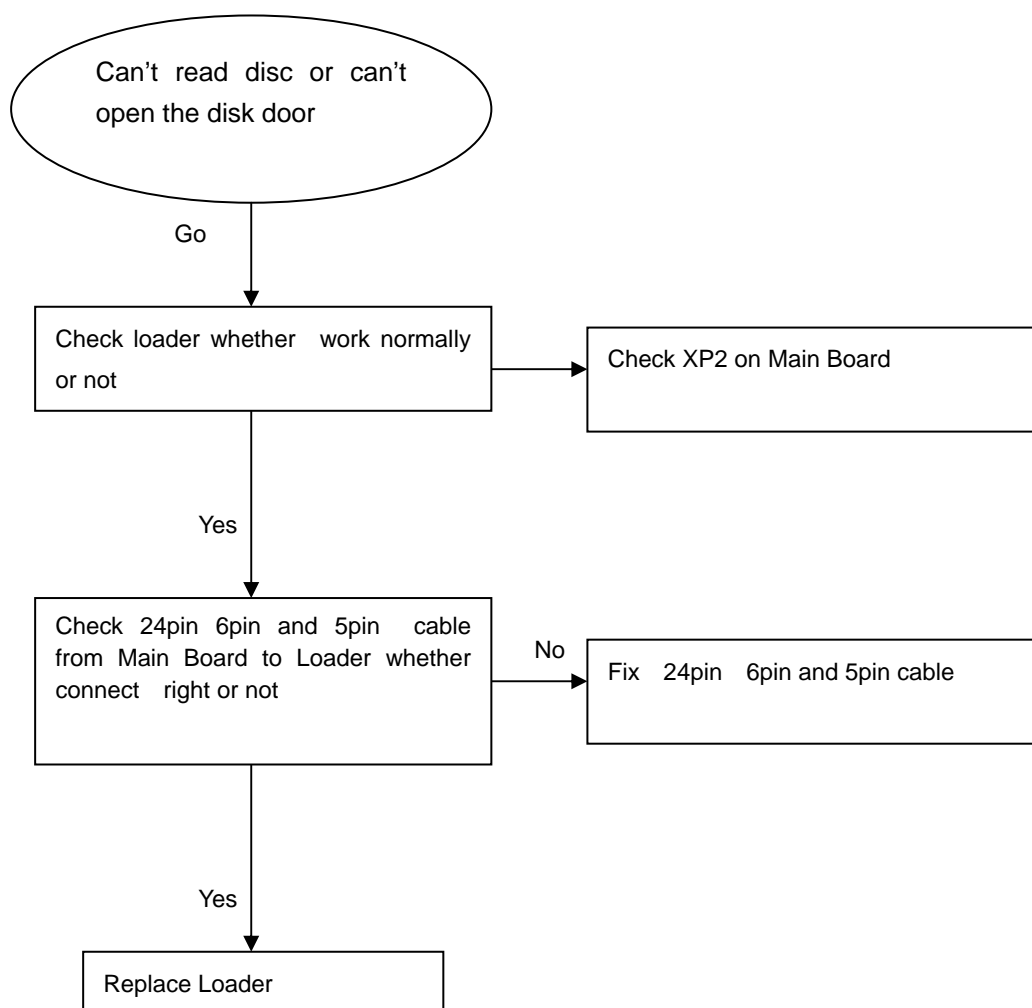 Can't read disc or can't
open the disk door
Go
Check loader whether work normally
or not
Check XP2 on Main Board
Yes
Check 24pin 6pin and 5pin cable
from Main Board to Loader whether
connect right or not
No
Fix 24pin 6pin and 5pin cable
Yes
Replace Loader